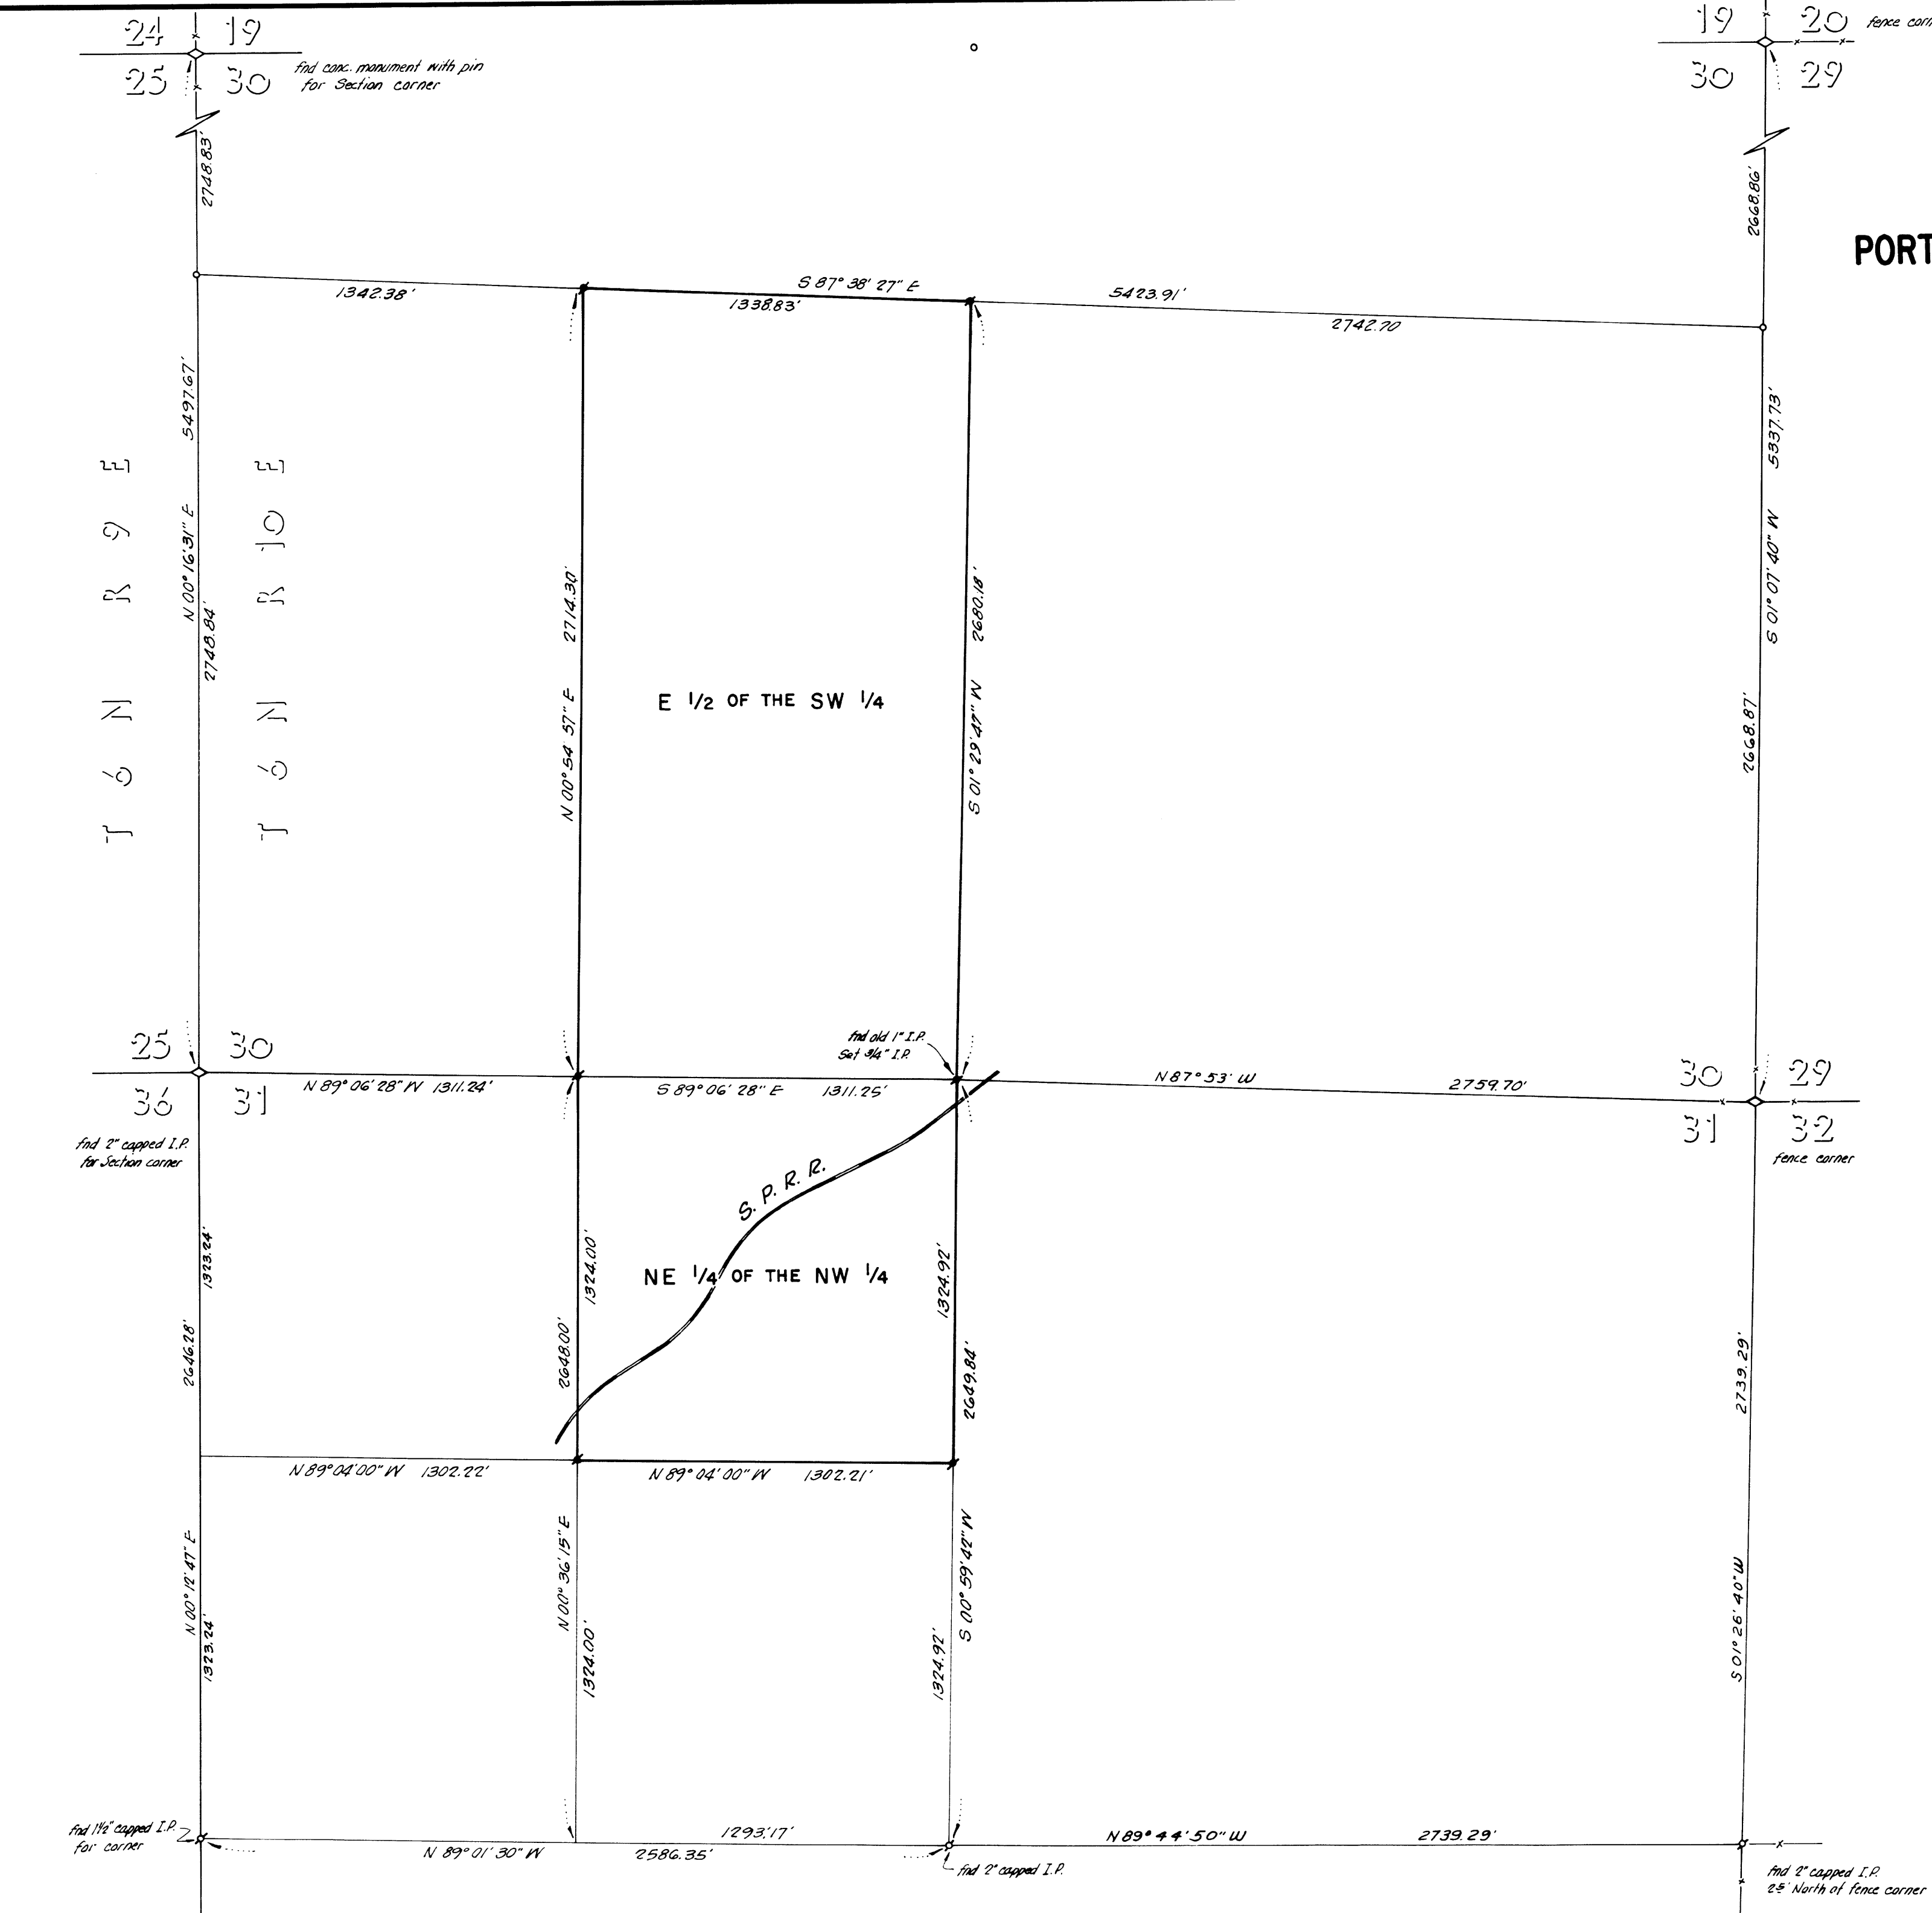 24 19
25 30
fnd conc. monument with pin
for Section corner
19 20
30 29
2748.83'
2668.86'
S 87° 38' 27" E
1342.38'
1338.83'
5423.91'
2742.70
5497.67'
N 00° 16' 31" E
2748.84'
T 6 N R 9 E
T 6 N R 10 E
2714.30'
N 00° 54' 57" E
2680.18'
S 01° 29' 47" W
5337.73'
S 01° 07' 40" W
2668.87'
E 1/2 OF THE SW 1/4
fnd old 1" I.P.
Set 3/4" I.P.
25 30
36 31
N 89° 06' 28" W 1311.24'
S 89° 06' 28" E 1311.25'
N 87° 53' W 2759.70'
30 29
31 32
fence corner
fnd 2" capped I.P.
for Section corner
S. P. R. R.
NE 1/4 OF THE NW 1/4
1323.24'
2646.28'
1324.00'
2648.00'
1324.92'
2649.84'
2739.29'
N 89° 04' 00" W 1302.22'
N 89° 04' 00" W 1302.21'
N 00° 12' 47" E
1323.24'
N 00° 36' 15" E
1324.00'
S 00° 59' 42" W
1324.92'
S 01° 26' 40" W
fnd 1 1/2" capped I.P.
for corner
1293.17'
N 89° 01' 30" W 2586.35'
N 89° 44' 50" W 2739.29'
fnd 2" capped I.P.
fnd 2" capped I.P.
North of fence corner